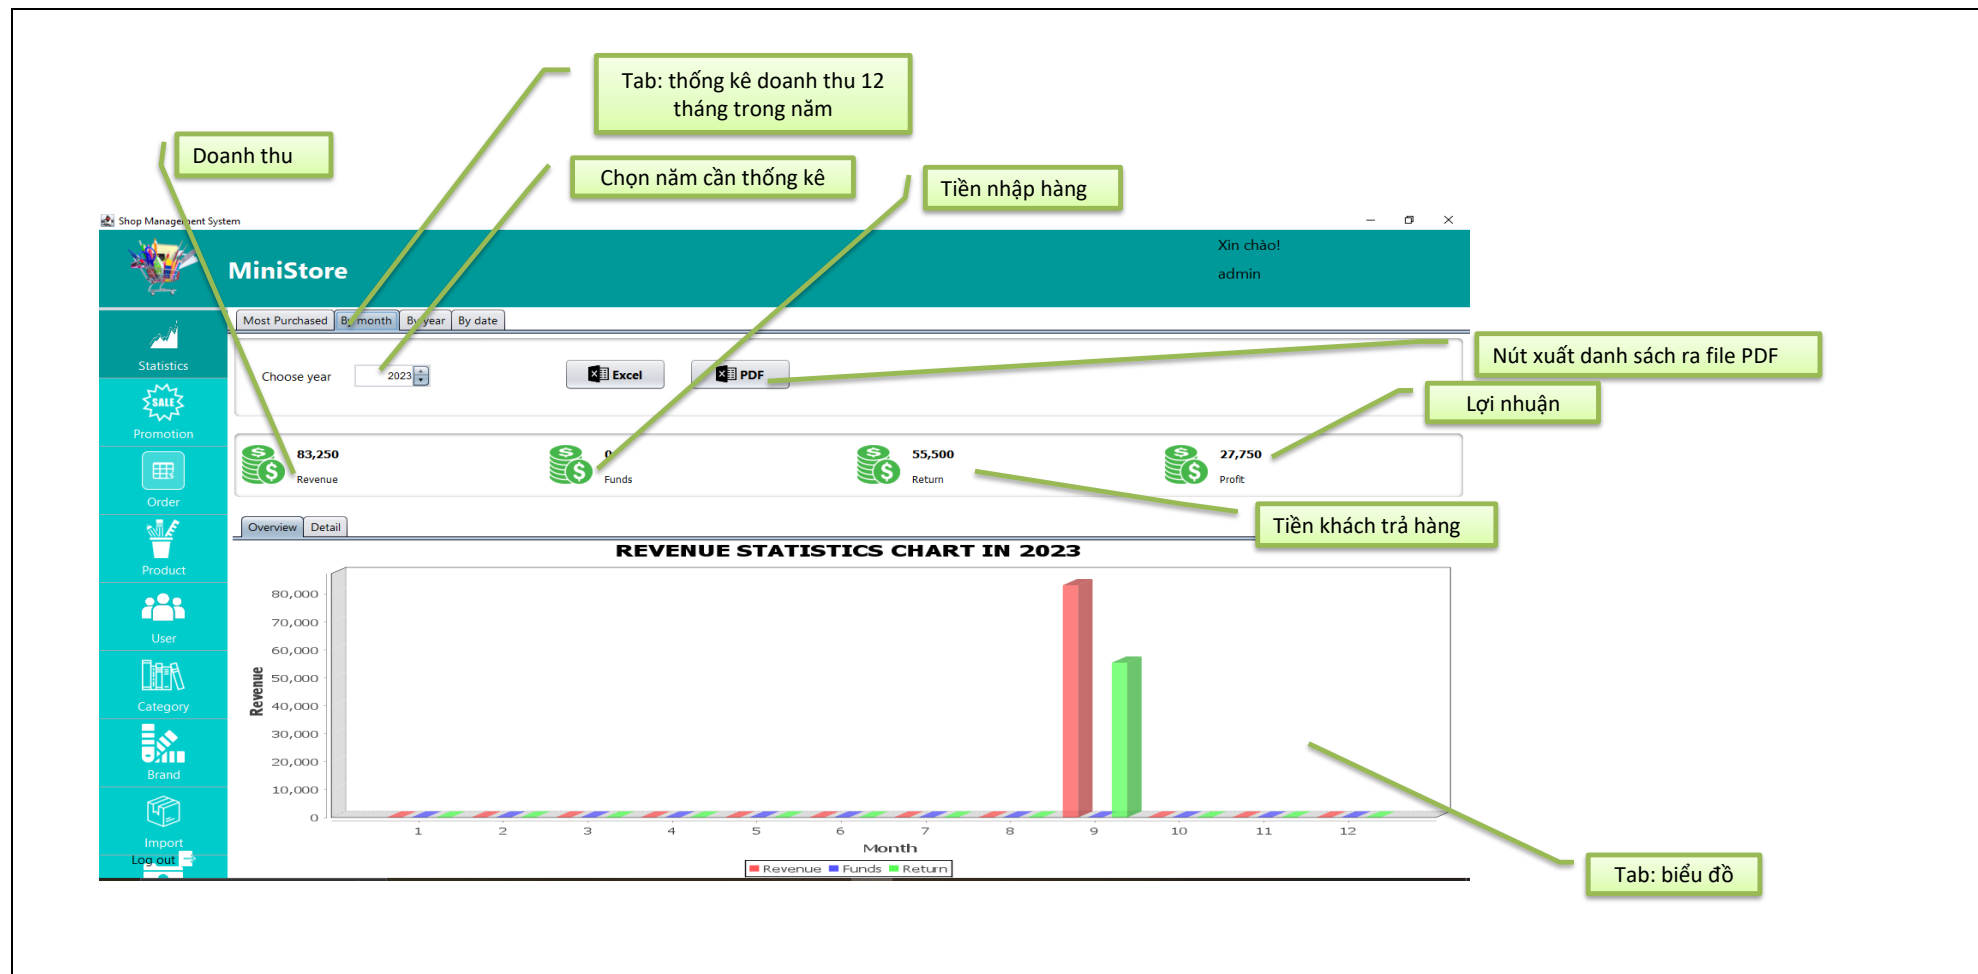 Tab: thống kê doanh thu 12
tháng trong năm
Doanh thu
Chọn năm cần thống kê
Tiền nhập hàng
Shop Management System
Xin chào!
MiniStore
admin
Most Purchased By month By year By date
Statistics
Choose year 2023 Excel PDF
Nút xuất danh sách ra file PDF
Lợi nhuận
SALE
Promotion
83,250 0 55,500 27,750
Revenue Funds Return Profit
Order
Tiền khách trả hàng
Overview Detail
REVENUE STATISTICS CHART IN 2023
Product
80,000
70,000
60,000
50,000
40,000
30,000
20,000
10,000
0
Revenue
User
Category
Brand
Import
Log out
1 2 3 4 5 6 7 8 9 10 11 12
Month
Revenue Funds Return
Tab: biểu đồ